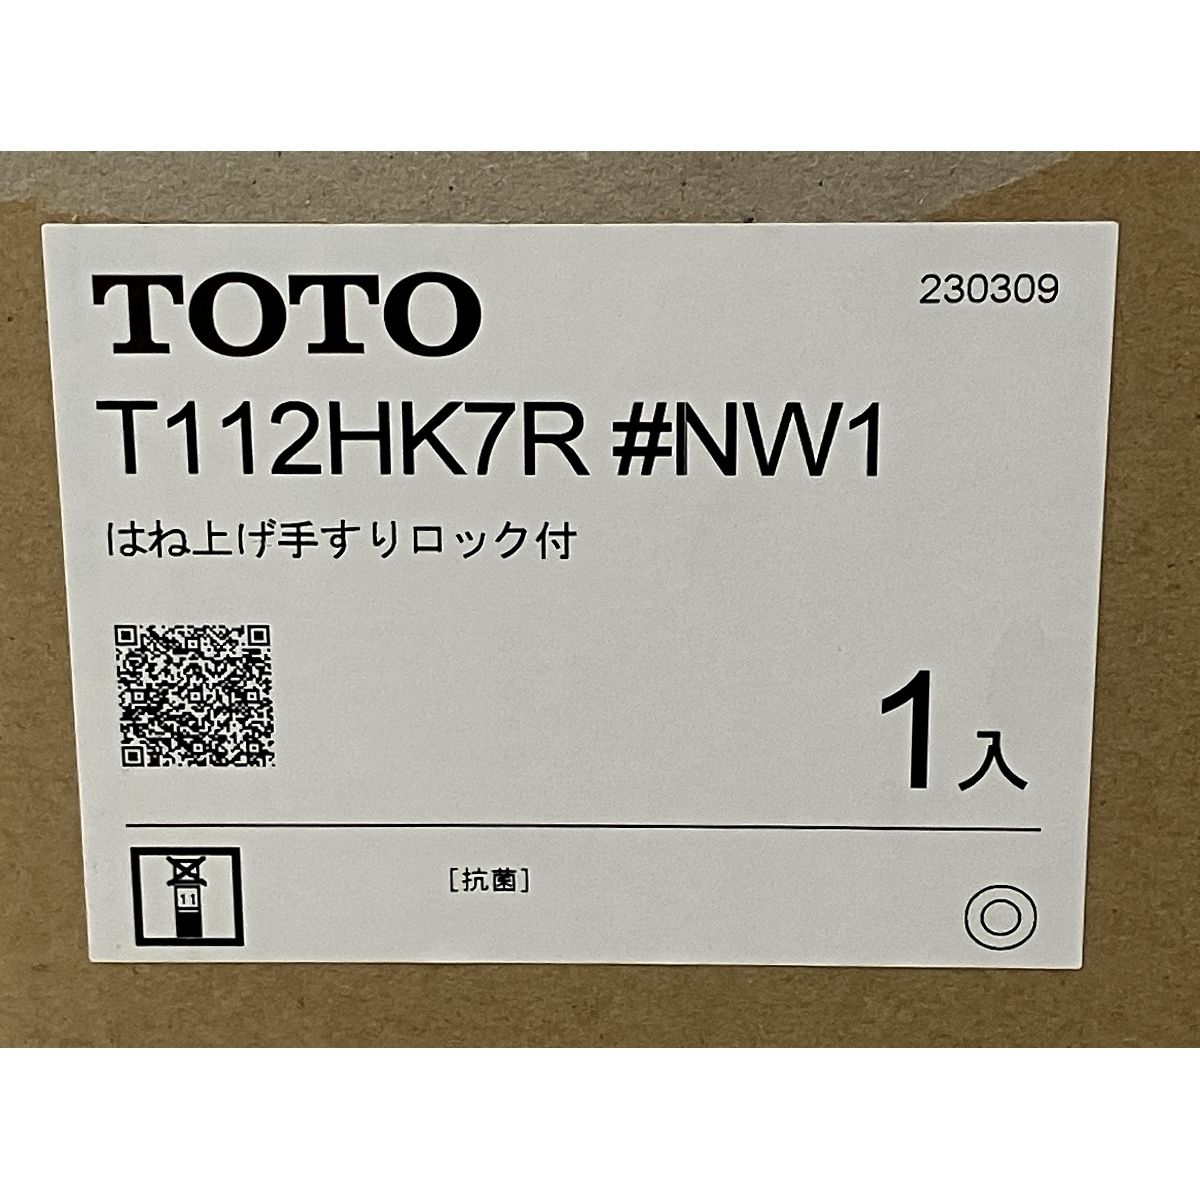 TOTO
230309
T112HK7R #NW1
はね上げ手すりロック付
1入
11
[抗菌]